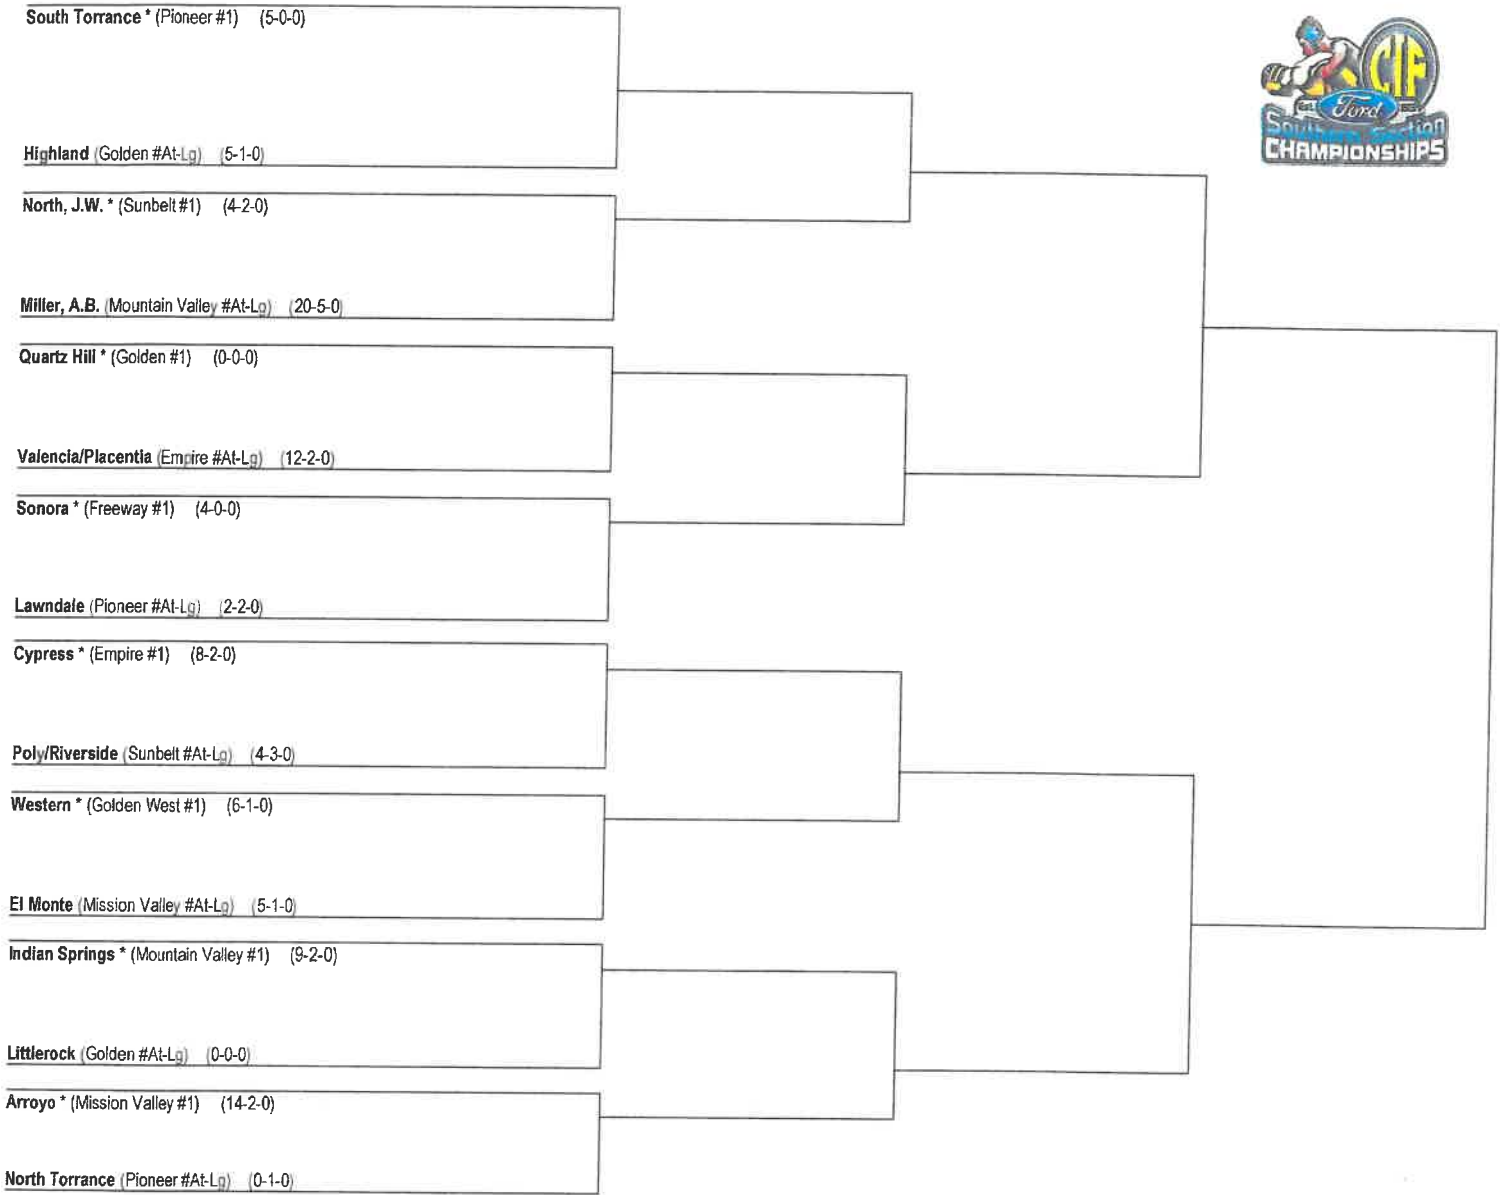 South Torrance * (Pioneer #1) (5-0-0)
CIF
Ford
Southern Section
CHAMPIONSHIPS
Highland (Golden #At-Lg) (5-1-0)
North, J.W. * (Sunbelt #1) (4-2-0)
Miller, A.B. (Mountain Valley #At-Lg) (20-5-0)
Quartz Hill * (Golden #1) (0-0-0)
Valencia/Placentia (Empire #At-Lg) (12-2-0)
Sonora * (Freeway #1) (4-0-0)
Lawndale (Pioneer #At-Lg) (2-2-0)
Cypress * (Empire #1) (8-2-0)
Poly/Riverside (Sunbelt #At-Lg) (4-3-0)
Western * (Golden West #1) (6-1-0)
El Monte (Mission Valley #At-Lg) (5-1-0)
Indian Springs * (Mountain Valley #1) (9-2-0)
Littlerock (Golden #At-Lg) (0-0-0)
Arroyo * (Mission Valley #1) (14-2-0)
North Torrance (Pioneer #At-Lg) (0-1-0)